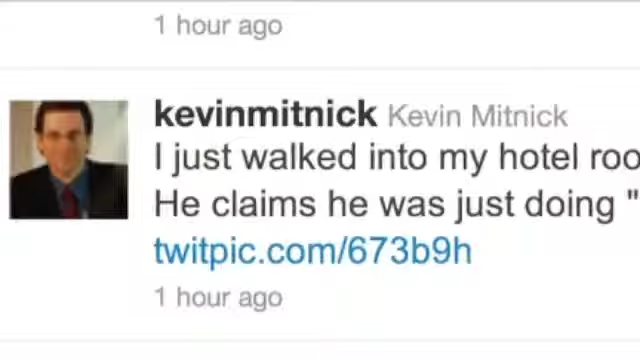 1 hour ago
kevinmitnick Kevin Mitnick
I just walked into my hotel roo
He claims he was just doing "
twitpic.com/673b9h
1 hour ago